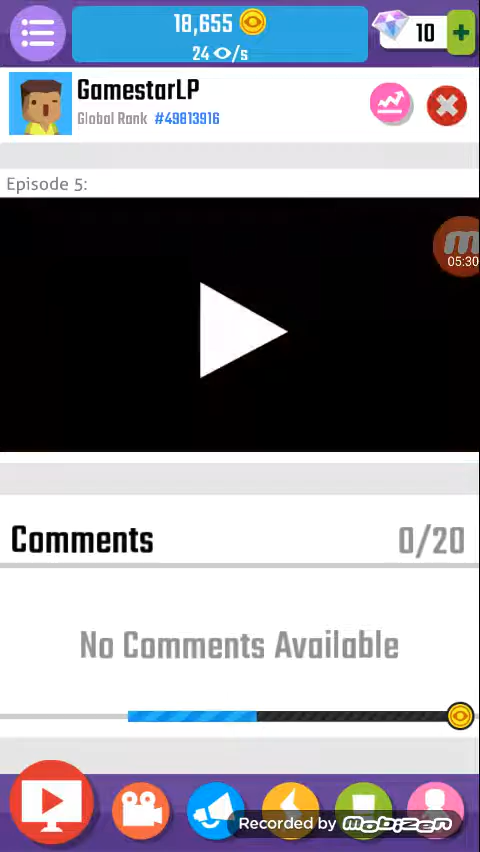 18,655
24 /s
10 +
GamestarLP
Global Rank #49813916
Episode 5:
05:30
Comments 0/20
No Comments Available
Recorded by mobizen